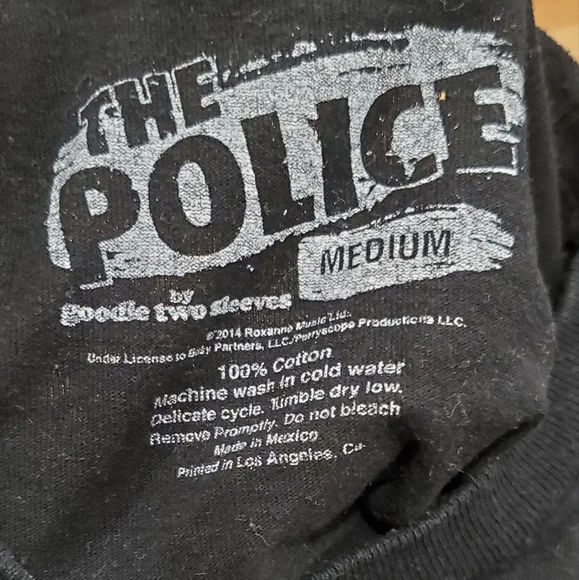 THE
POLICE
MEDIUM
by
goodie two sleeves
©2014 Roxanne Music Ltd.
Under License to Gaby Partners, LLC/Perryscope Productions LLC.
100% Cotton
Machine wash in cold water
Delicate cycle. Tumble dry low.
Remove Promptly. Do not bleach
Made in Mexico
Printed in Los Angeles, Ca.